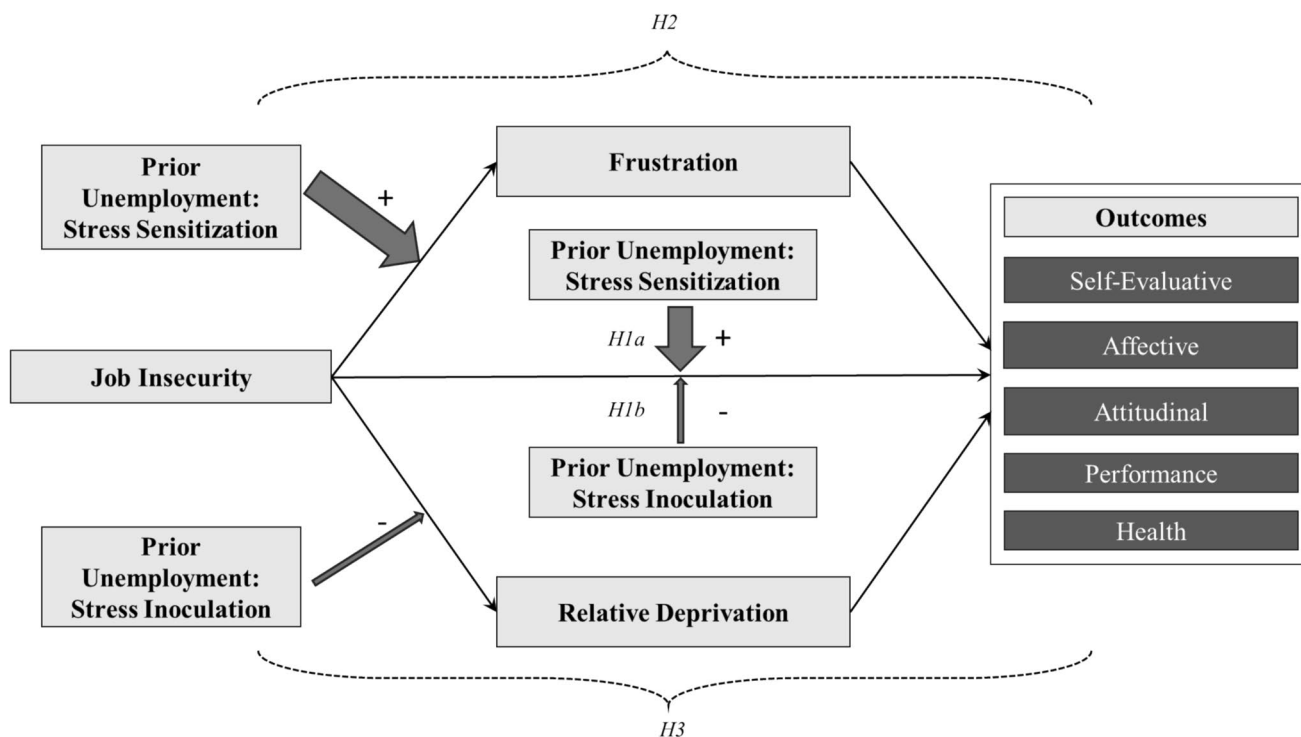 H2
Prior
Unemployment:
Stress Sensitization
+
Frustration
Prior Unemployment:
Stress Sensitization
H1a
+
Job Insecurity
H1b
-
Prior Unemployment:
Stress Inoculation
Prior
Unemployment:
Stress Inoculation
-
Relative Deprivation
Outcomes
Self-Evaluative
Affective
Attitudinal
Performance
Health
H3